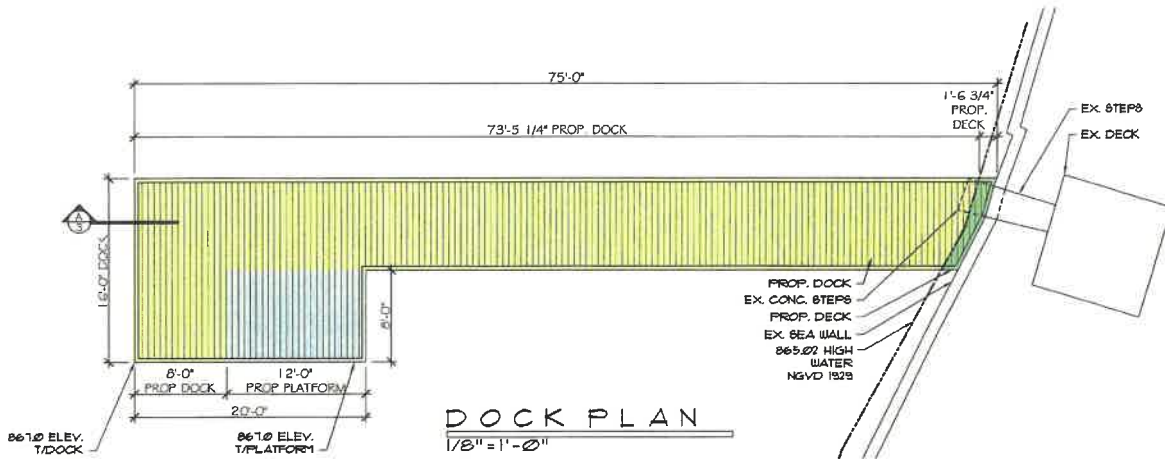 75'-0"
1'-6 3/4"
PROP.
DECK
73'-5 1/4" PROP. DOCK
EX. STEPS
EX. DECK
A
3
16'-0" DOCK
8'-0"
PROP. DOCK
EX. CONC. STEPS
PROP. DECK
EX. SEA WALL
865.02 HIGH
WATER
NGVD 1929
8'-0"
PROP DOCK
12'-0"
PROP PLATFORM
20'-0"
867.0 ELEV.
T/DOCK
867.0 ELEV.
T/PLATFORM
DOCK PLAN
1/8"=1'-0"